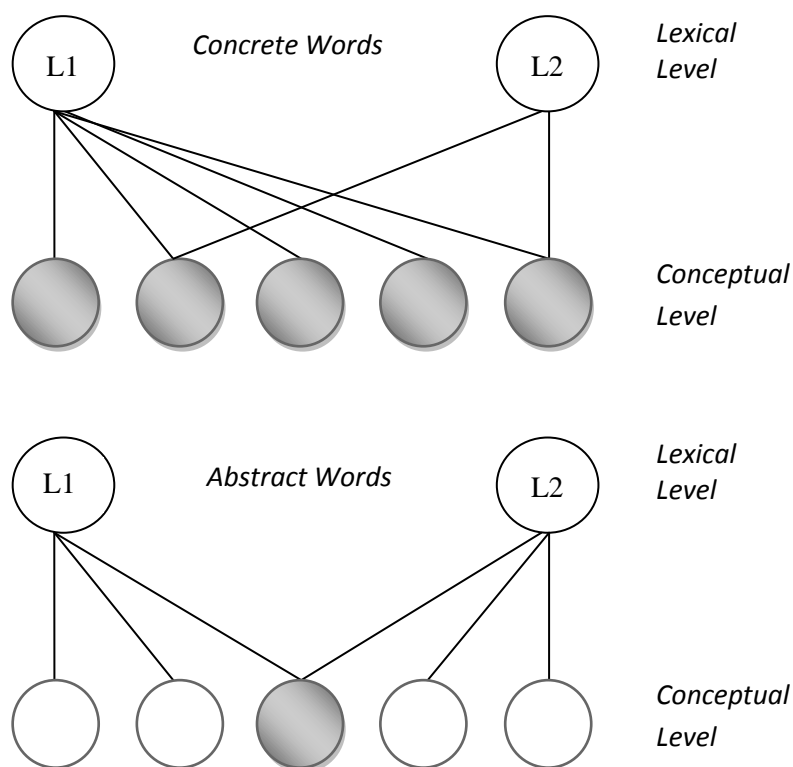 L1
Concrete Words
L2
Lexical
Level
Conceptual
Level
L1
Abstract Words
L2
Lexical
Level
Conceptual
Level